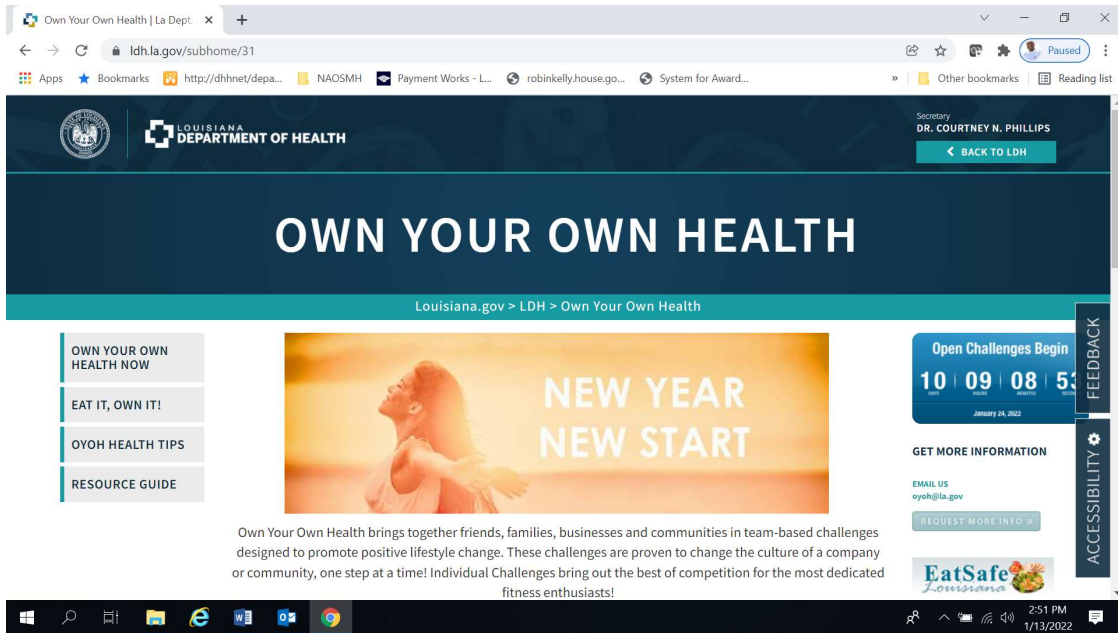 Own Your Own Health | La Dept.
ldh.la.gov/subhome/31
Paused
Apps
Bookmarks
http://dhhnet/depa...
NAOSMH
Payment Works - L...
robinkelly.house.go...
System for Award...
»
Other bookmarks
Reading list
LOUISIANA
DEPARTMENT OF HEALTH
Secretary
DR. COURTNEY N. PHILLIPS
BACK TO LDH
OWN YOUR OWN HEALTH
Louisiana.gov > LDH > Own Your Own Health
OWN YOUR OWN
HEALTH NOW
EAT IT, OWN IT!
OYOH HEALTH TIPS
RESOURCE GUIDE
NEW YEAR
NEW START
Own Your Own Health brings together friends, families, businesses and communities in team-based challenges
designed to promote positive lifestyle change. These challenges are proven to change the culture of a company
or community, one step at a time! Individual Challenges bring out the best of competition for the most dedicated
fitness enthusiasts!
Open Challenges Begin
10 09 08
DAYS HOURS MINUTES
January 24, 2022
GET MORE INFORMATION
EMAIL US
oyoh@la.gov
REQUEST MORE INFO »
EatSafe
Louisiana
FEEDBACK
ACCESSIBILITY
2:51 PM
1/13/2022